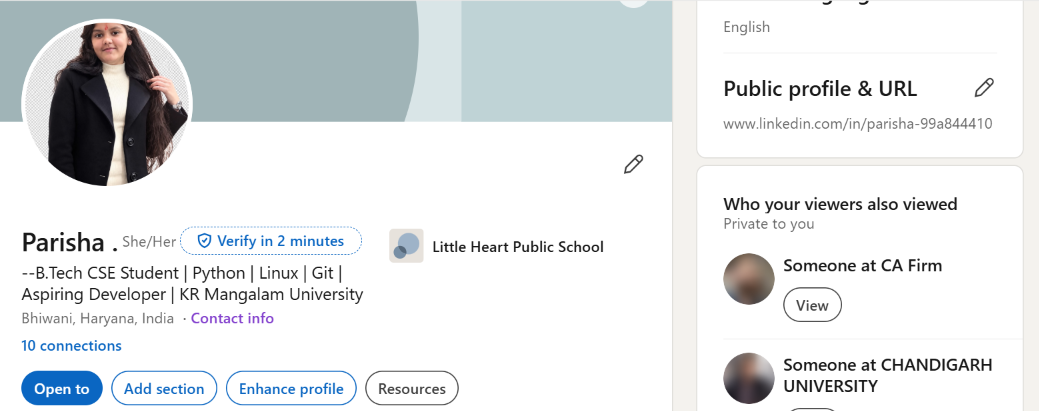 English
Public profile & URL
www.linkedin.com/in/parisha-99a844410
Parisha . She/Her Verify in 2 minutes
Little Heart Public School
--B.Tech CSE Student | Python | Linux | Git |
Aspiring Developer | KR Mangalam University
Bhiwani, Haryana, India · Contact info
10 connections
Open to
Add section
Enhance profile
Resources
Who your viewers also viewed
Private to you
Someone at CA Firm
View
Someone at CHANDIGARH
UNIVERSITY